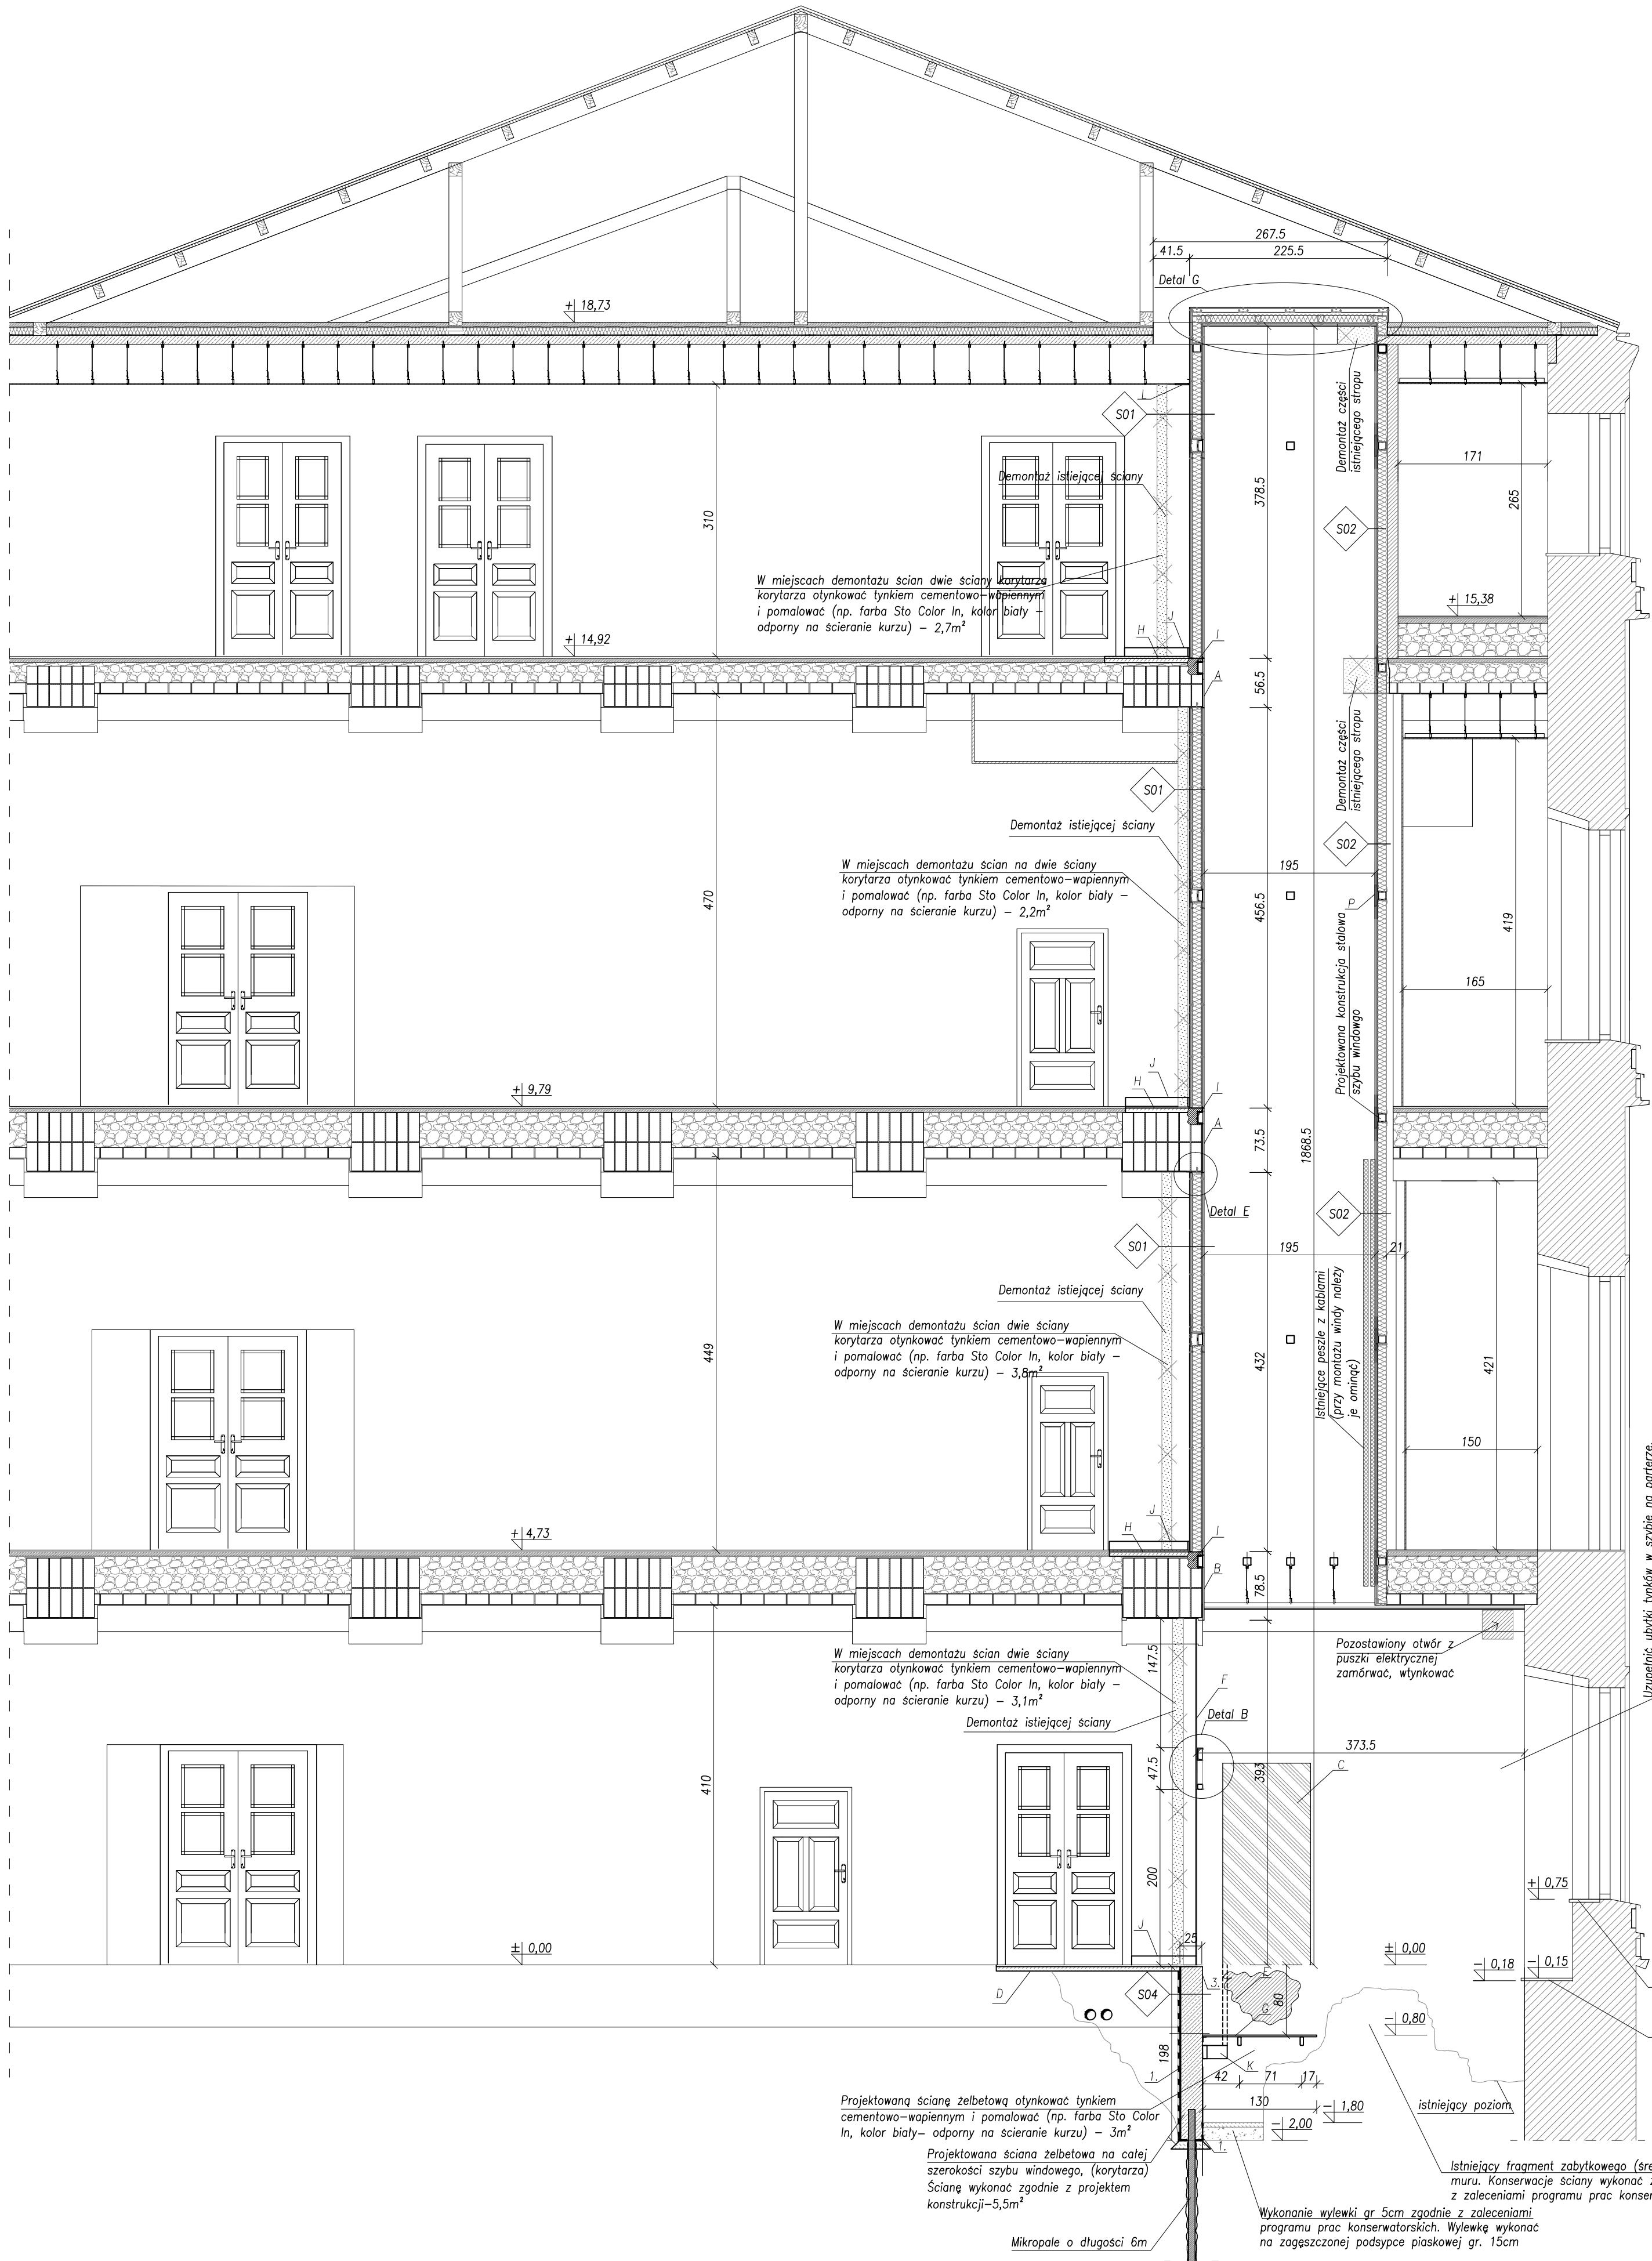 267.5
41.5
225.5
Detal G
+ 18,73
L
S01
Demontaż części
istniejącego stropu
171
265
378.5
S02
310
Demontaż istiejącej ściany
W miejscach demontażu ścian dwie ściany korytarza
korytarza otynkować tynkiem cementowo-wapiennym
i pomalować (np. farba Sto Color In, kolor biały -
odporny na ścieranie kurzu) - 2,7m²
+ 15,38
+ 14,92
J
H
I
A
56.5
Demontaż części
istniejącego stropu
S01
Demontaż istiejącej ściany
S02
W miejscach demontażu ścian na dwie ściany
korytarza otynkować tynkiem cementowo-wapiennym
i pomalować (np. farba Sto Color In, kolor biały -
odporny na ścieranie kurzu) - 2,2m²
195
P
470
456.5
419
165
Projektowana konstrukcja stalowa
szybu windowgo
+ 9,79
J
H
I
A
73.5
1868.5
Detal E
S02
S01
195
21
Demontaż istiejącej ściany
Istniejące peszle z kablami
(przy montażu windy należy
je ominąć)
W miejscach demontażu ścian dwie ściany
korytarza otynkować tynkiem cementowo-wapiennym
i pomalować (np. farba Sto Color In, kolor biały -
odporny na ścieranie kurzu) - 3,8m²
449
432
421
150
Uzupełnić ubytki tynków w szybie na parterze.
+ 4,73
J
H
I
B
78.5
W miejscach demontażu ścian dwie ściany
korytarza otynkować tynkiem cementowo-wapiennym
i pomalować (np. farba Sto Color In, kolor biały -
odporny na ścieranie kurzu) - 3,1m²
147.5
Pozostawiony otwór z
puszki elektrycznej
zamórwać, wtynkować
F
Detal B
Demontaż istiejącej ściany
373.5
47.5
393
C
410
200
+ 0,75
J
25
± 0,00
± 0,00
- 0,18
- 0,15
D
S04
3.
E
G
80
- 0,80
198
K
1.
42
71
17
130
- 1,80
- 2,00
istniejący poziom
Projektowaną ścianę żelbetową otynkować tynkiem
cementowo-wapiennym i pomalować (np. farba Sto Color
In, kolor biały- odporny na ścieranie kurzu) - 3m²
1.
Projektowana ściana żelbetowa na całej
szerokości szybu windowego, (korytarza)
Ścianę wykonać zgodnie z projektem
konstrukcji-5,5m²
Istniejący fragment zabytkowego (śre
muru. Konserwacje ściany wykonać z
z zaleceniami programu prac konser
Wykonanie wylewki gr 5cm zgodnie z zaleceniami
programu prac konserwatorskich. Wylewkę wykonać
na zagęszczonej podsypce piaskowej gr. 15cm
Mikropale o długości 6m